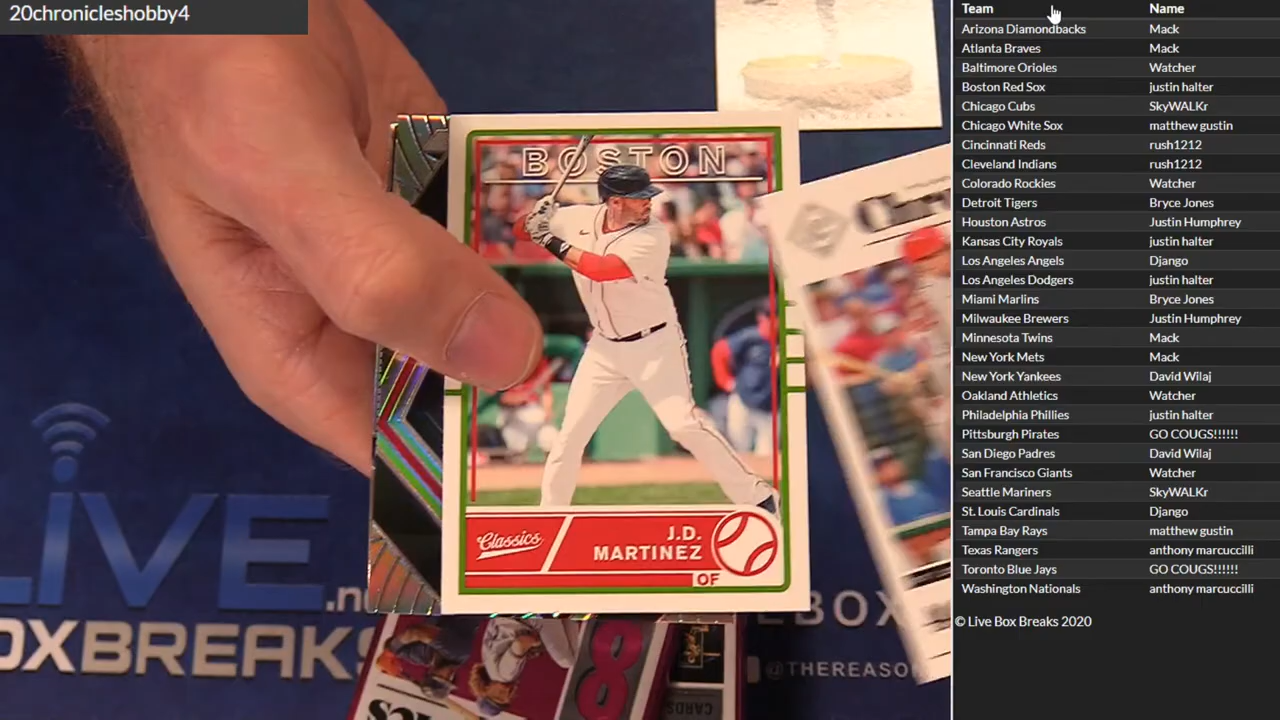 20chronicleshobby4
BOSTON
Classics
J.D.
MARTINEZ
OF
LIVE
BOXBREAKS
@THEREASO
CARDS
Team Name
Arizona Diamondbacks Mack
Atlanta Braves Mack
Baltimore Orioles Watcher
Boston Red Sox justin halter
Chicago Cubs SkyWALKr
Chicago White Sox matthew gustin
Cincinnati Reds rush1212
Cleveland Indians rush1212
Colorado Rockies Watcher
Detroit Tigers Bryce Jones
Houston Astros Justin Humphrey
Kansas City Royals justin halter
Los Angeles Angels Django
Los Angeles Dodgers justin halter
Miami Marlins Bryce Jones
Milwaukee Brewers Justin Humphrey
Minnesota Twins Mack
New York Mets Mack
New York Yankees David Wilaj
Oakland Athletics Watcher
Philadelphia Phillies justin halter
Pittsburgh Pirates GO COUGS!!!!!!
San Diego Padres David Wilaj
San Francisco Giants Watcher
Seattle Mariners SkyWALKr
St. Louis Cardinals Django
Tampa Bay Rays matthew gustin
Texas Rangers anthony marcuccilli
Toronto Blue Jays GO COUGS!!!!!!
Washington Nationals anthony marcuccilli
© Live Box Breaks 2020